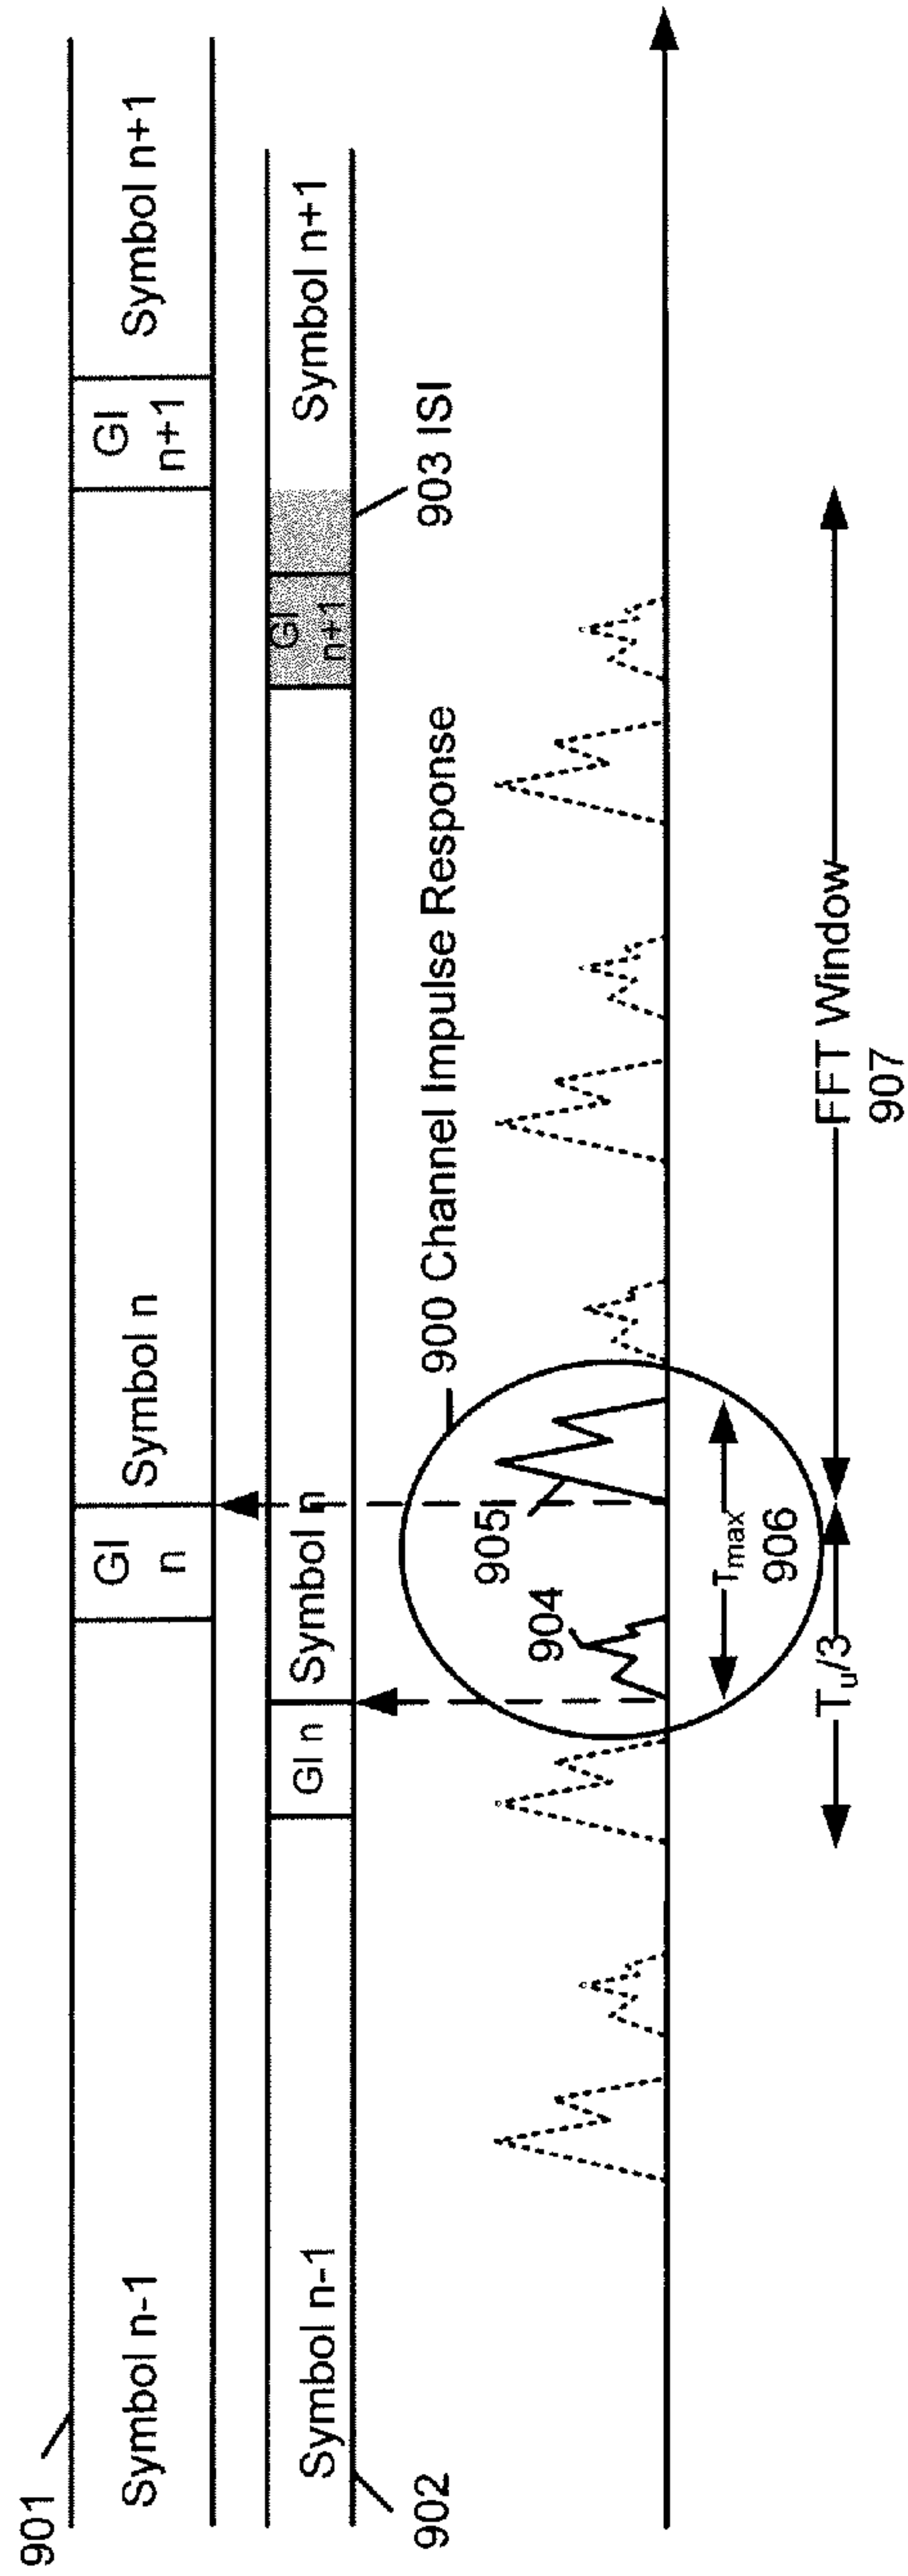 901
Symbol n-1
GI
n
Symbol n
GI
n+1
Symbol n+1
902
Symbol n-1
GI n
Symbol n
GI
n+1
Symbol n+1
903 ISI
900 Channel Impulse Response
904
905
Tmax
906
Tu/3
FFT Window
907